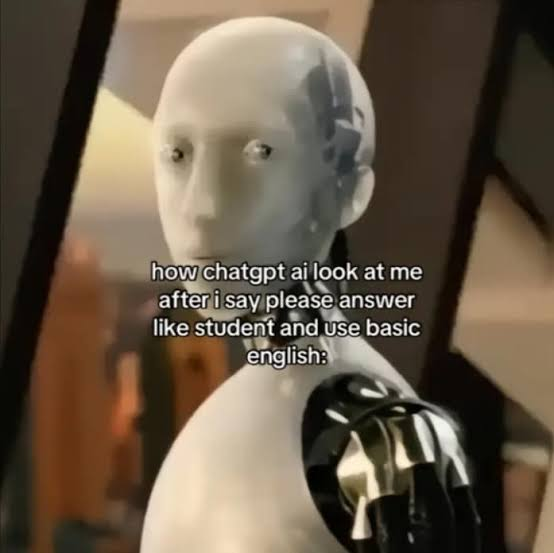 how chatgpt ai look at me
after i say please answer
like student and use basic
english: